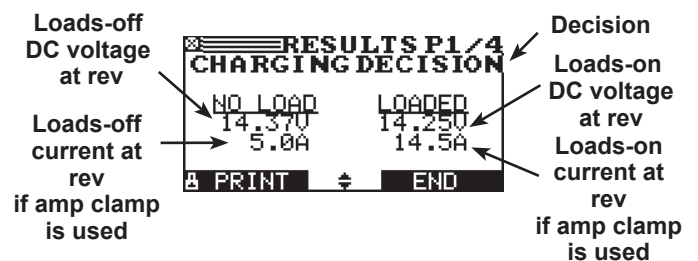 Loads-off
DC voltage
at rev
Loads-off
current at
rev
if amp clamp
is used
RESULTS P1/4
CHARGING DECISION
NO LOAD LOADED
14.37V 14.25V
5.0A 14.5A
PRINT END
Decision
Loads-on
DC voltage
at rev
Loads-on
current at
rev
if amp clamp
is used